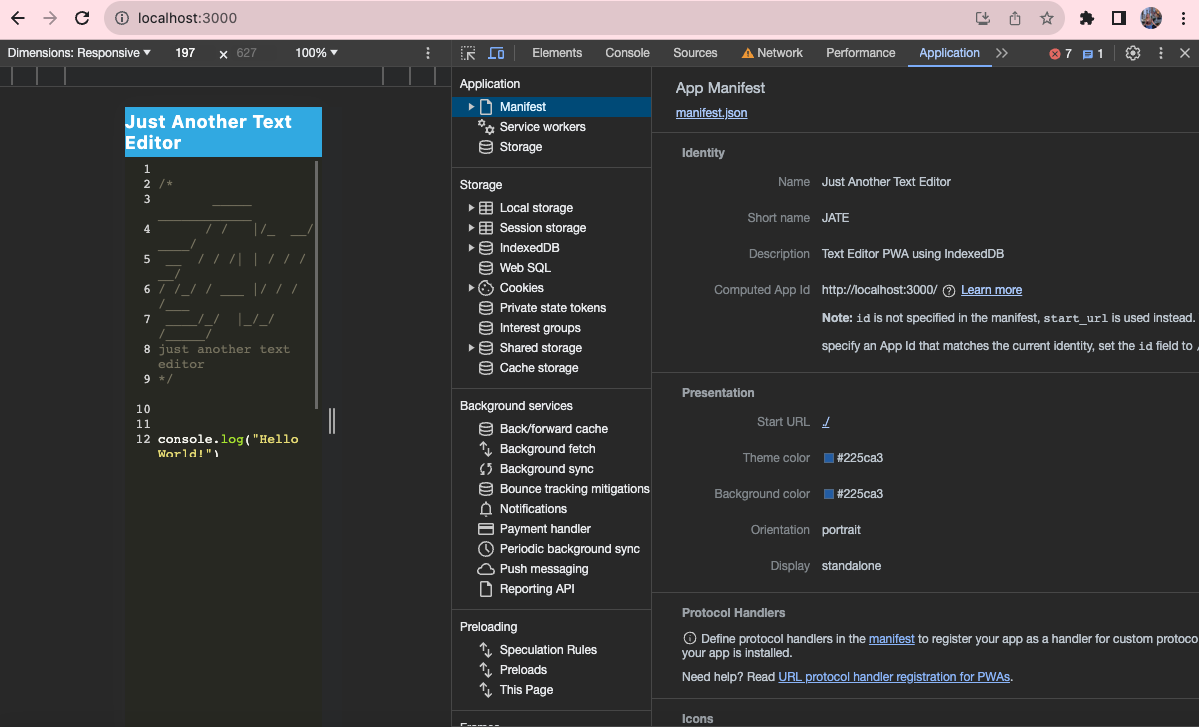 localhost:3000
Dimensions: Responsive 197 x 627 100%
Elements Console Sources Network Performance Application 7 1
Just Another Text
Editor
1
2 /*
3 _____
_____________
4 / / |/_ __/
____/
5 __ / / /| | / / /
__/
6 / /_/ / ___ |/ / /
/___
7 ____/_/ |_/_/
/_____/
8 just another text
editor
9 */
10
11
12 console.log("Hello
World!")
Application
Manifest
Service workers
Storage
Storage
Local storage
Session storage
IndexedDB
Web SQL
Cookies
Private state tokens
Interest groups
Shared storage
Cache storage
Background services
Back/forward cache
Background fetch
Background sync
Bounce tracking mitigations
Notifications
Payment handler
Periodic background sync
Push messaging
Reporting API
Preloading
Speculation Rules
Preloads
This Page
Frames
App Manifest
manifest.json
Identity
Name Just Another Text Editor
Short name JATE
Description Text Editor PWA using IndexedDB
Computed App Id http://localhost:3000/ Learn more
Note: id is not specified in the manifest, start_url is used instead.
specify an App Id that matches the current identity, set the id field to /
Presentation
Start URL ./
Theme color #225ca3
Background color #225ca3
Orientation portrait
Display standalone
Protocol Handlers
Define protocol handlers in the manifest to register your app as a handler for custom protoco
your app is installed.
Need help? Read URL protocol handler registration for PWAs.
Icons